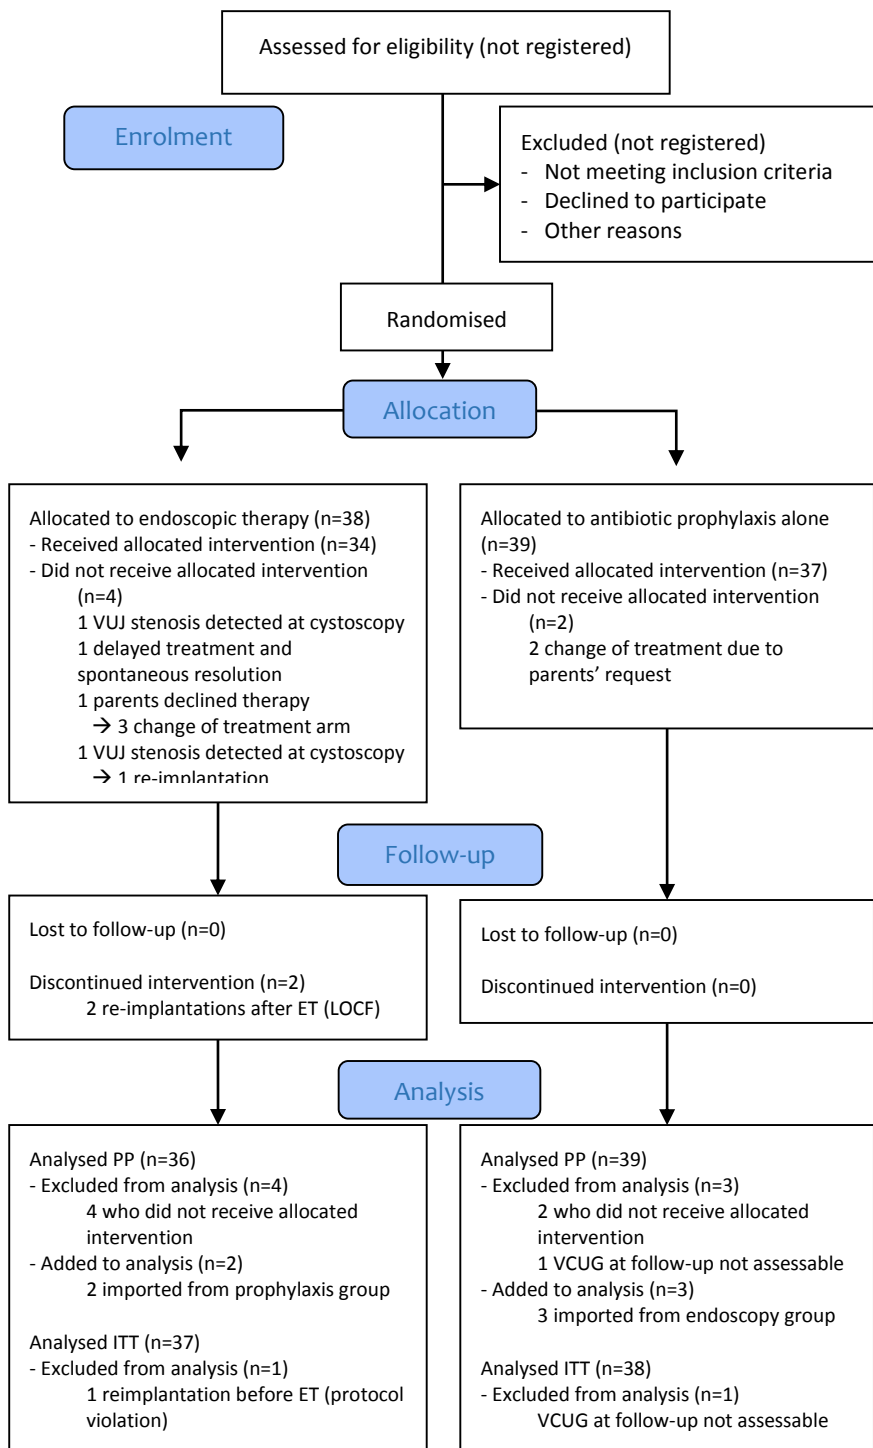 Assessed for eligibility (not registered)
Enrolment
Excluded (not registered)
- Not meeting inclusion criteria
- Declined to participate
- Other reasons
Randomised
Allocation
Allocated to endoscopic therapy (n=38)
- Received allocated intervention (n=34)
- Did not receive allocated intervention
(n=4)
1 VUJ stenosis detected at cystoscopy
1 delayed treatment and
spontaneous resolution
1 parents declined therapy
→ 3 change of treatment arm
1 VUJ stenosis detected at cystoscopy
→ 1 re-implantation
Allocated to antibiotic prophylaxis alone
(n=39)
- Received allocated intervention (n=37)
- Did not receive allocated intervention
(n=2)
2 change of treatment due to
parents' request
Follow-up
Lost to follow-up (n=0)
Discontinued intervention (n=2)
2 re-implantations after ET (LOCF)
Lost to follow-up (n=0)
Discontinued intervention (n=0)
Analysis
Analysed PP (n=36)
- Excluded from analysis (n=4)
4 who did not receive allocated
intervention
- Added to analysis (n=2)
2 imported from prophylaxis group
Analysed ITT (n=37)
- Excluded from analysis (n=1)
1 reimplantation before ET (protocol
violation)
Analysed PP (n=39)
- Excluded from analysis (n=3)
2 who did not receive allocated
intervention
1 VCUG at follow-up not assessable
- Added to analysis (n=3)
3 imported from endoscopy group
Analysed ITT (n=38)
- Excluded from analysis (n=1)
VCUG at follow-up not assessable